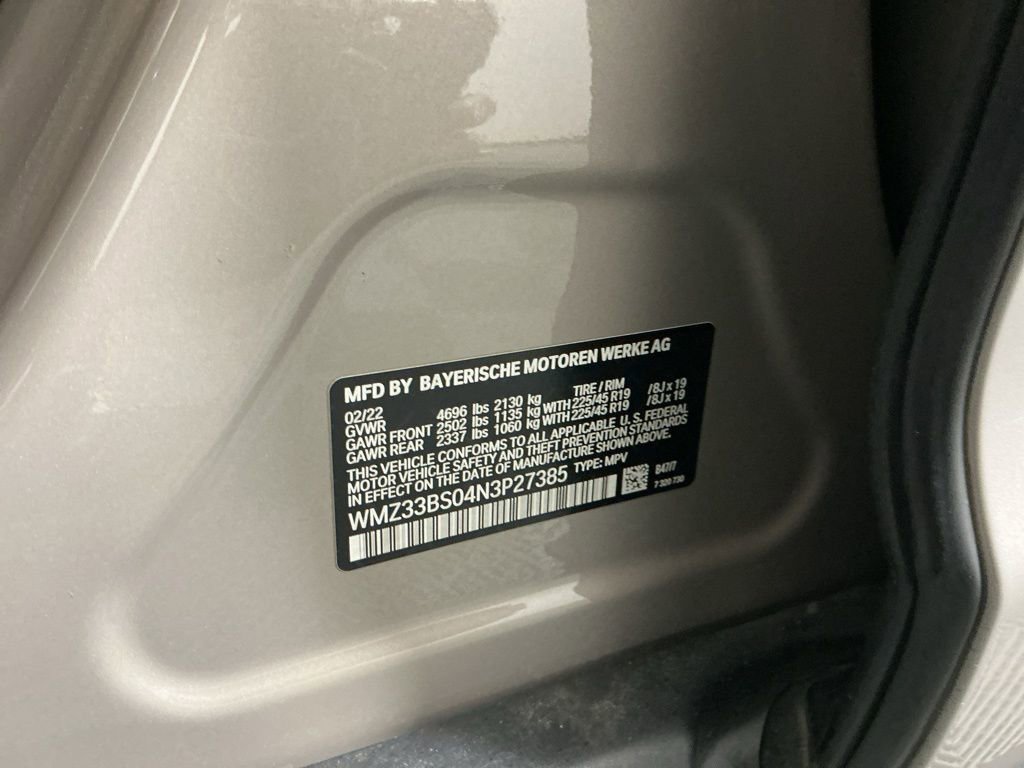 MFD BY BAYERISCHE MOTOREN WERKE AG
02/22 TIRE / RIM
GVWR 4696 lbs 2130 kg
GAWR FRONT 2502 lbs 1135 kg WITH 225/45 R19 /8J x 19
GAWR REAR 2337 lbs 1060 kg WITH 225/45 R19 /8J x 19
THIS VEHICLE CONFORMS TO ALL APPLICABLE U.S. FEDERAL
MOTOR VEHICLE SAFETY AND THEFT PREVENTION STANDARDS
IN EFFECT ON THE DATE OF MANUFACTURE SHOWN ABOVE.
WMZ33BS04N3P27385 TYPE: MPV
B47/7
7 320 730